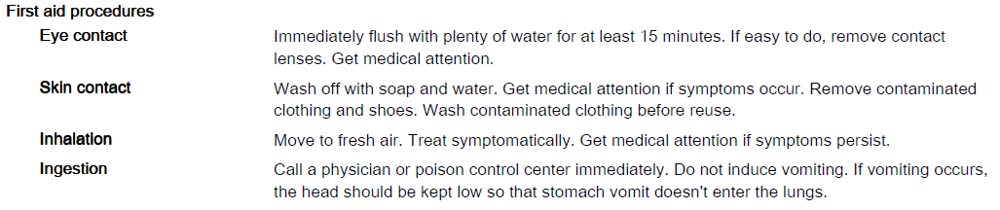 First aid procedures
Eye contact Immediately flush with plenty of water for at least 15 minutes. If easy to do, remove contact
lenses. Get medical attention.
Skin contact Wash off with soap and water. Get medical attention if symptoms occur. Remove contaminated
clothing and shoes. Wash contaminated clothing before reuse.
Inhalation Move to fresh air. Treat symptomatically. Get medical attention if symptoms persist.
Ingestion Call a physician or poison control center immediately. Do not induce vomiting. If vomiting occurs,
the head should be kept low so that stomach vomit doesn't enter the lungs.